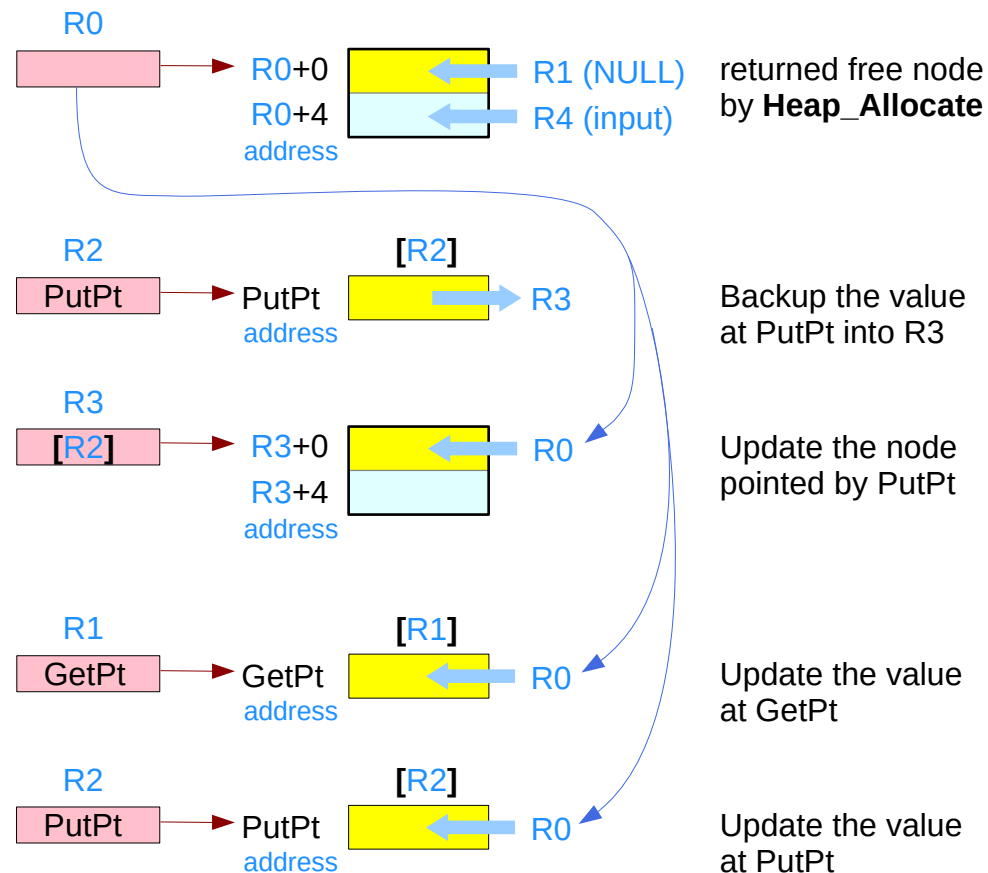 R0
R0+0
R1 (NULL)
returned free node
R0+4
R4 (input)
by Heap_Allocate
address
R2
[R2]
PutPt
PutPt
R3
Backup the value
address
at PutPt into R3
R3
[R2]
R3+0
R0
Update the node
R3+4
pointed by PutPt
address
R1
[R1]
GetPt
GetPt
R0
Update the value
address
at GetPt
R2
[R2]
PutPt
PutPt
R0
Update the value
address
at PutPt